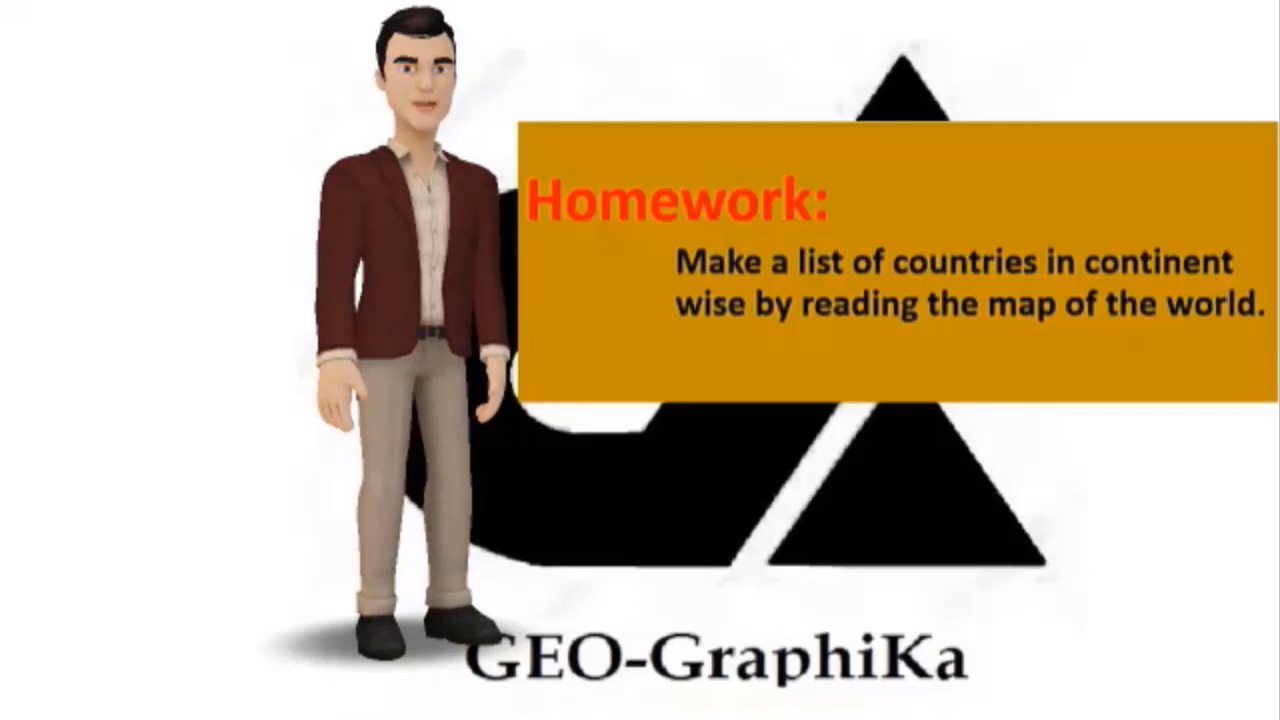 Homework:
Make a list of countries in continent
wise by reading the map of the world.
GEO-GraphiKa